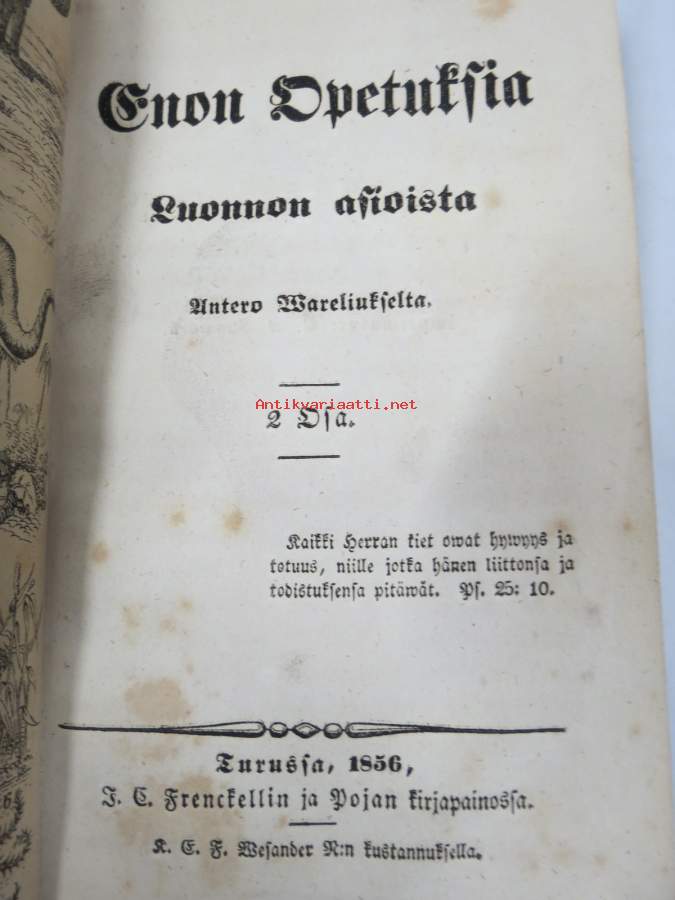 Enon Opetuksia
Luonnon asioista
Antero Wareliukselta.
Antikvariaatti.net
2 Osa.
Kaikki Herran tiet owat hywyys ja
totuus, niille jotka hänen liittonsa ja
todistuksensa pitäwät. Ps. 25: 10.
Turussa, 1856,
J. C. Frenckellin ja Pojan kirjapainossa.
K. E. F. Wesander R:n kustannuksella.